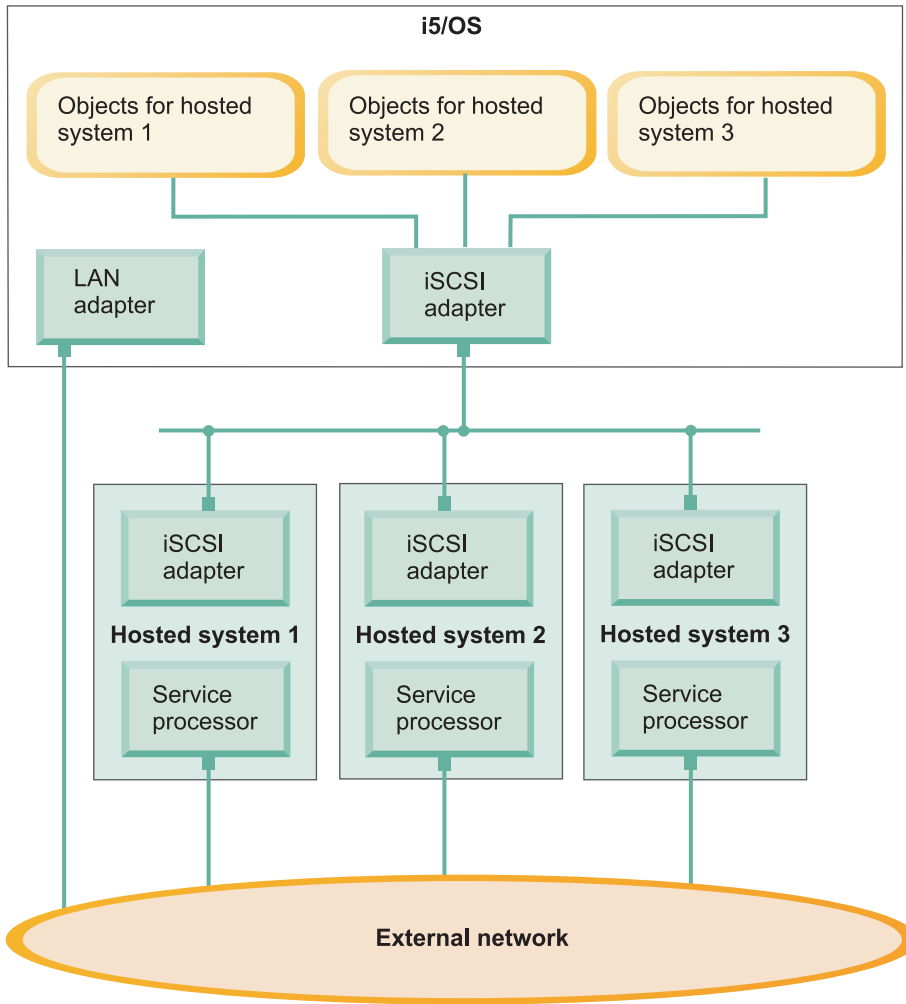 i5/OS
Objects for hosted
system 1
Objects for hosted
system 2
Objects for hosted
system 3
LAN
adapter
iSCSI
adapter
iSCSI
adapter
iSCSI
adapter
iSCSI
adapter
Hosted system 1
Hosted system 2
Hosted system 3
Service
processor
Service
processor
Service
processor
External network